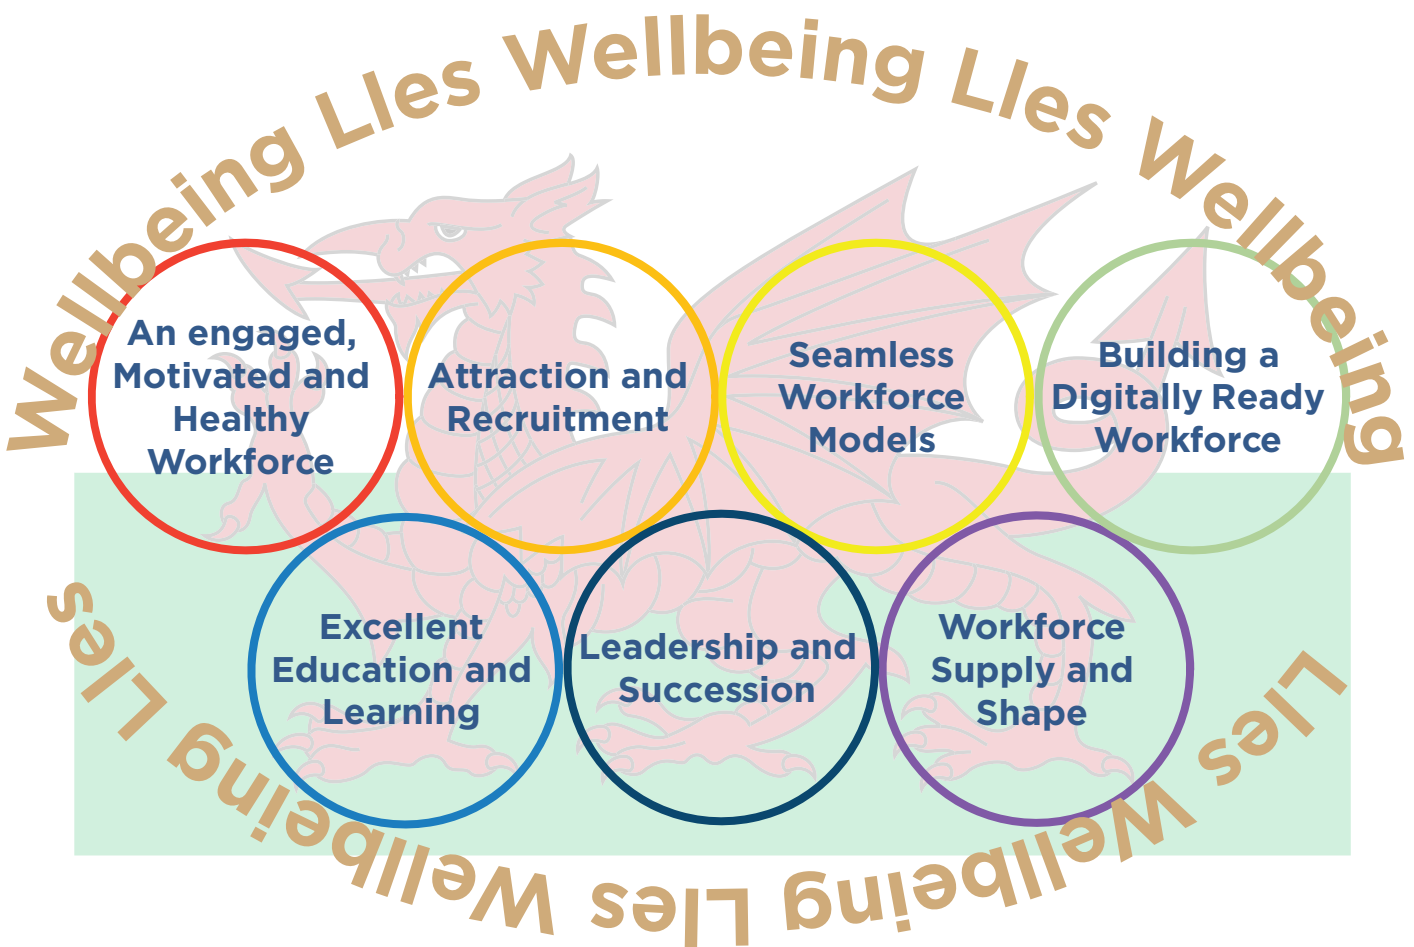 Wellbeing Lles Wellbeing Lles Wellbeing
An engaged,
Motivated and
Healthy
Workforce
Attraction and
Recruitment
Seamless
Workforce
Models
Building a
Digitally Ready
Workforce
Excellent
Education and
Learning
Leadership and
Succession
Workforce
Supply and
Shape
Lles Wellbeing Lles Wellbeing Lles